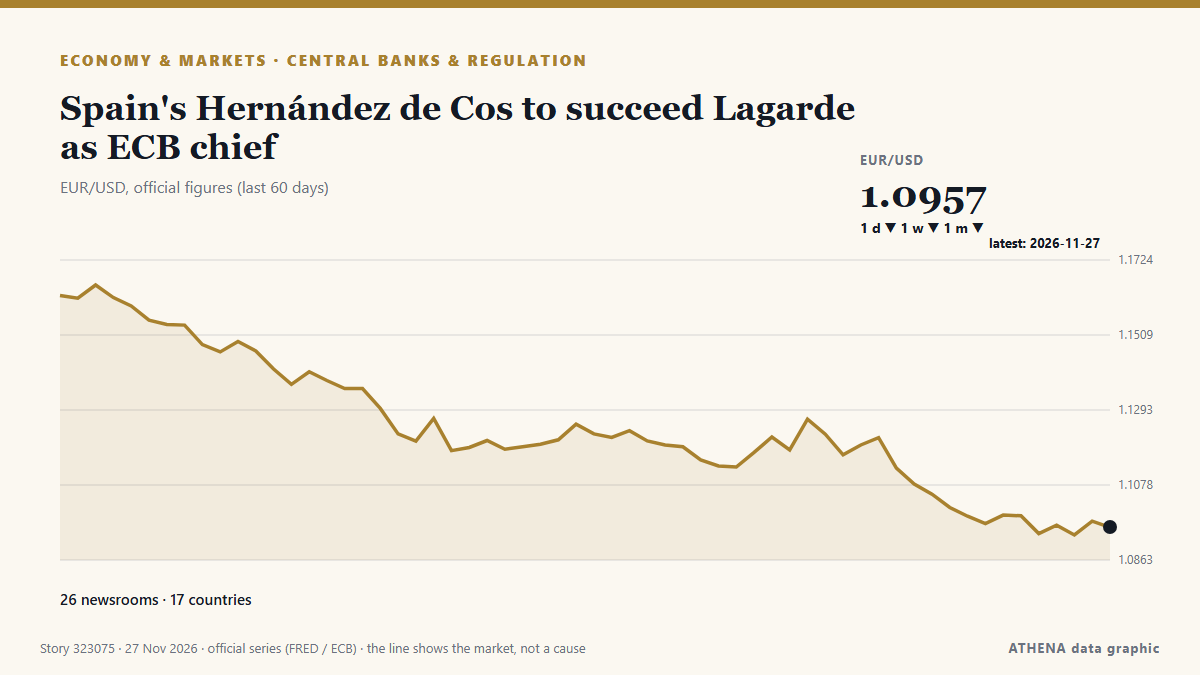 ECONOMY & MARKETS · CENTRAL BANKS & REGULATION
Spain's Hernández de Cos to succeed Lagarde
as ECB chief
EUR/USD, official figures (last 60 days)
EUR/USD
1.0957
1 d ▼ 1 w ▼ 1 m ▼
latest: 2026-11-27
1.1724
1.1509
1.1293
1.1078
1.0863
26 newsrooms · 17 countries
Story 323075 · 27 Nov 2026 · official series (FRED / ECB) · the line shows the market, not a cause
ATHENA data graphic